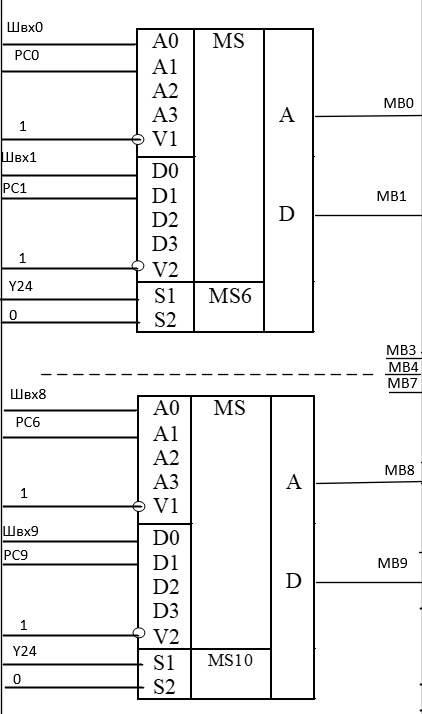 Швх0
PC0
1
Швх1
PC1
1
Y24
0
A0
A1
A2
A3
V1
D0
D1
D2
D3
V2
S1
S2
MS
MS6
A
D
MB0
MB1
MB3
MB4
MB7
Швх8
PC6
1
Швх9
PC9
1
Y24
0
A0
A1
A2
A3
V1
D0
D1
D2
D3
V2
S1
S2
MS
MS10
A
D
MB8
MB9